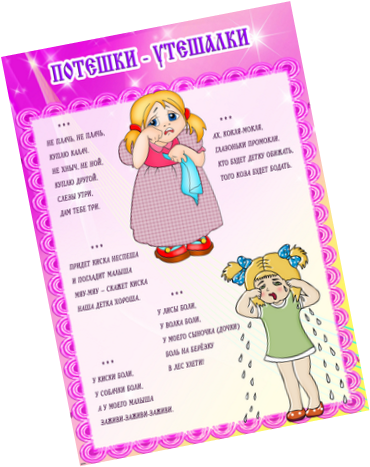 ПОТЕШКИ - УТЕШАЛКИ
***
НЕ ПЛАЧЬ, НЕ ПЛАЧЬ,
КУПЛЮ КАЛАЧ.
НЕ ХНЫЧ, НЕ НОЙ,
КУПЛЮ ДРУГОЙ.
СЛЕЗЫ УТРИ,
ДАМ ТЕБЕ ТРИ.
***
АХ, КОКЛИ-МОКЛИ,
ГЛАЗОНЬКИ ПРОМОКЛИ.
КТО БУДЕТ ДЕТКУ ОБИЖАТЬ,
ТОГО КОЗА БУДЕТ БОДАТЬ.
***
ПРИДЕТ КИСКА НЕСПЕША
И ПОГЛАДИТ МАЛЫША
МЯУ-МЯУ – СКАЖЕТ КИСКА
НАША ДЕТКА ХОРОША.
***
У ЛИСЫ БОЛИ,
У ВОЛКА БОЛИ,
У МОЕГО СЫНОЧКА (ДОЧКИ)
БОЛЬ НА БЕРЁЗКУ
В ЛЕС УЛЕТИ!
***
У КИСКИ БОЛИ,
У СОБАЧКИ БОЛИ,
А У МОЕГО МАЛЫША
ЗАЖИВИ-ЗАЖИВИ-ЗАЖИВИ.